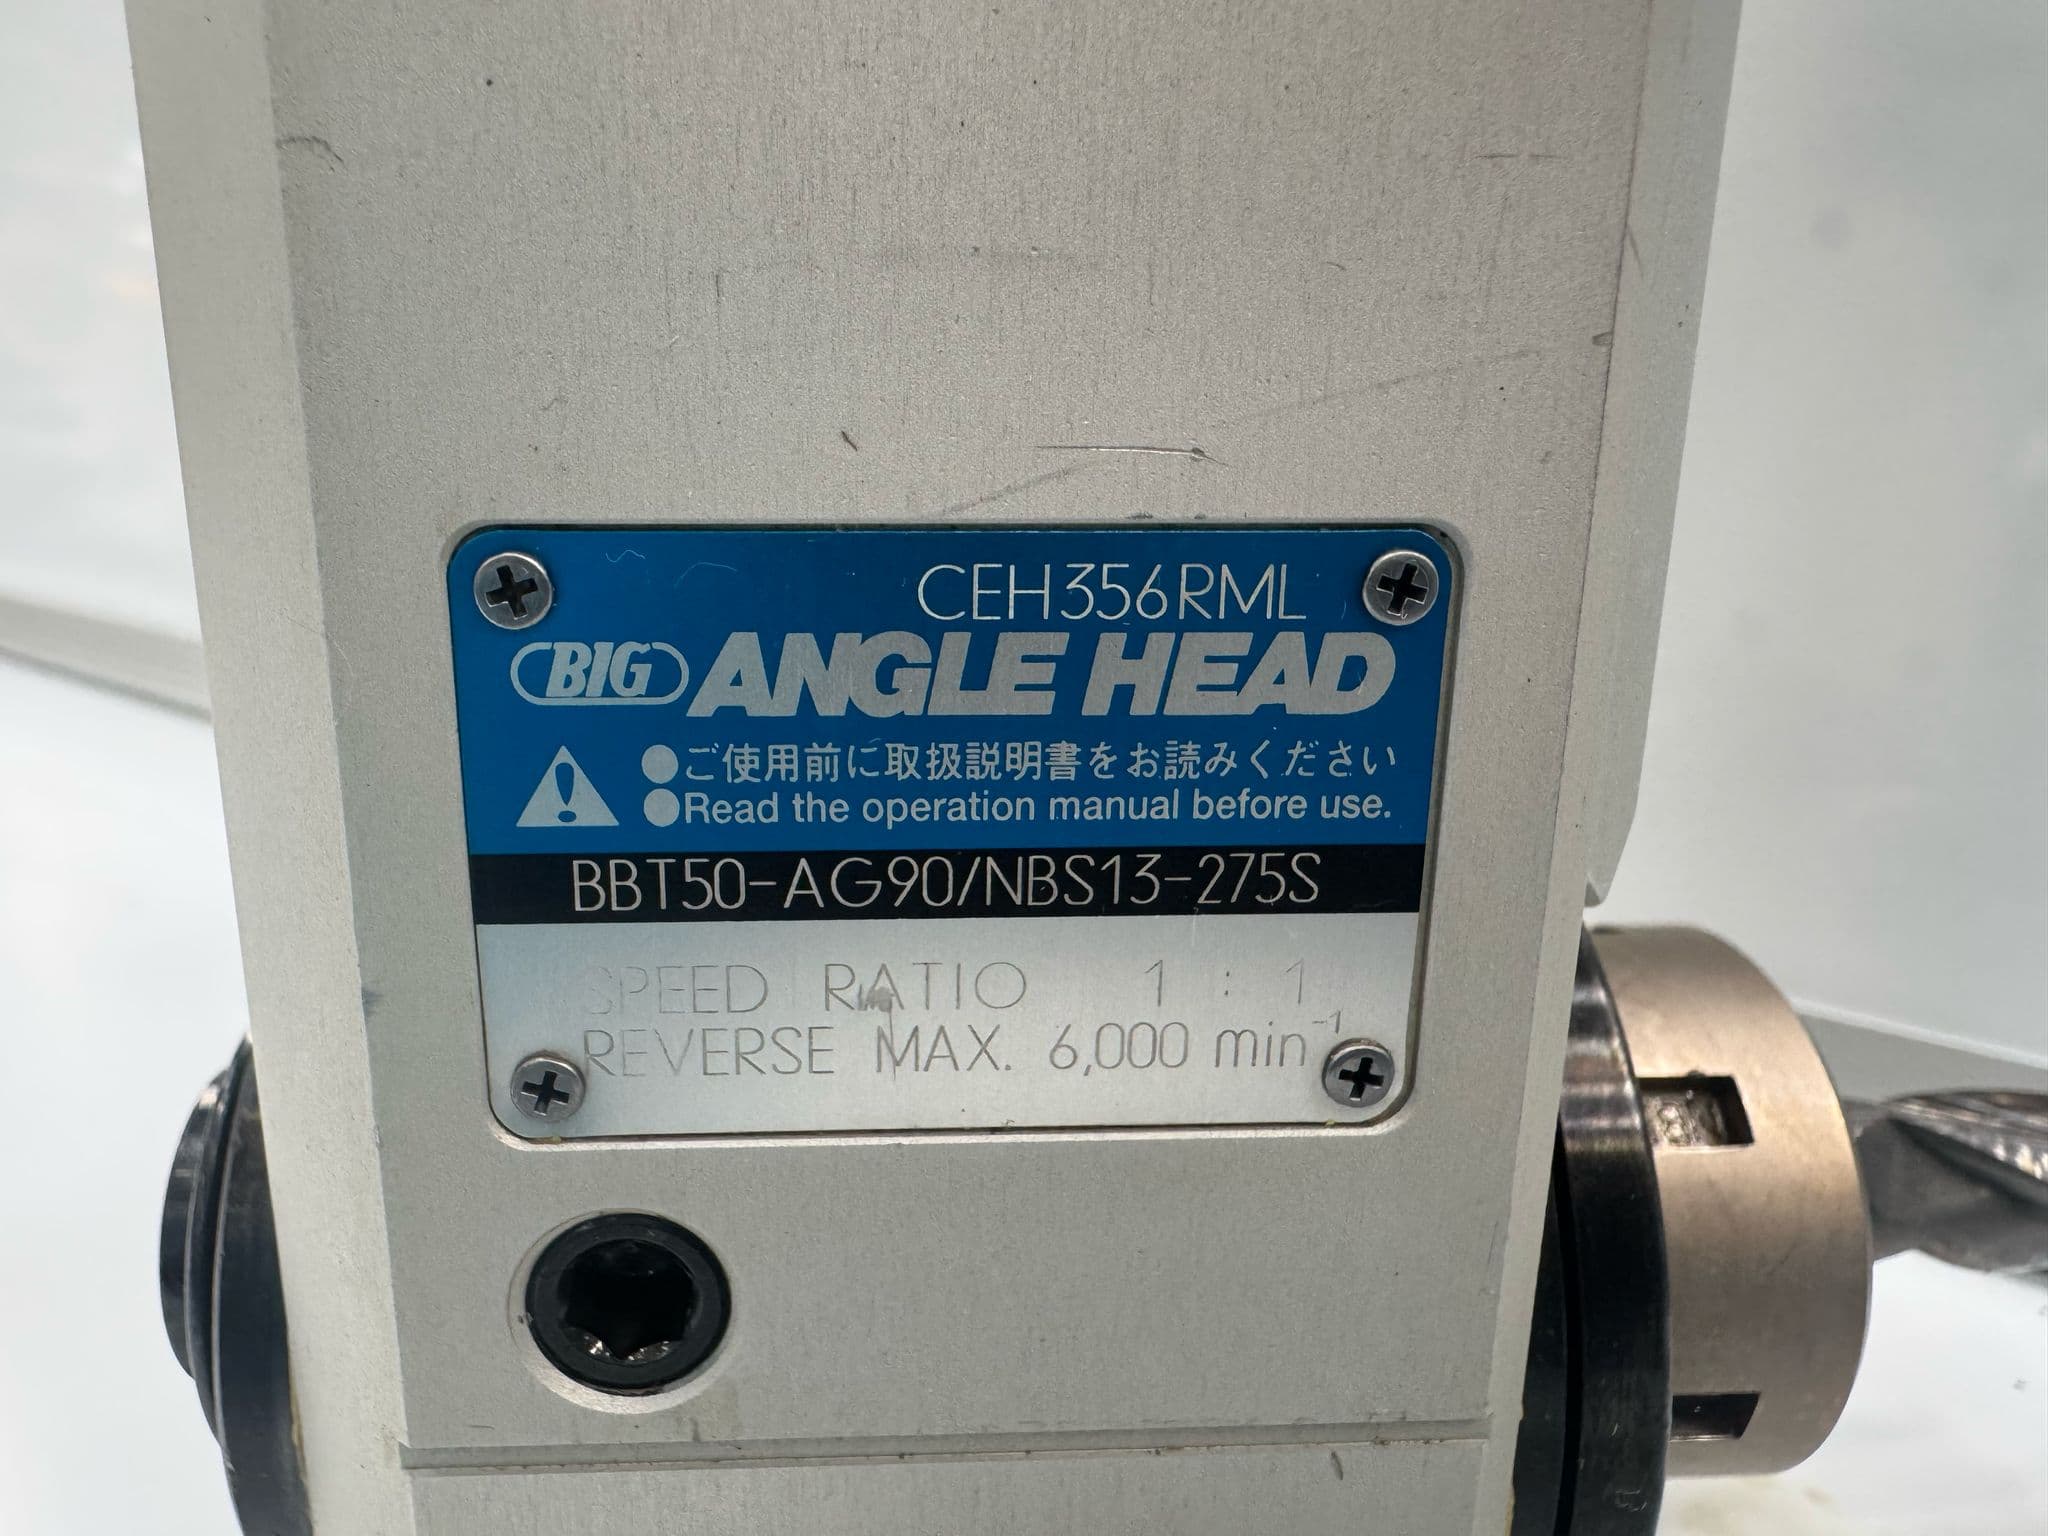 CEH356RML
BIG ANGLE HEAD
●ご使用前に取扱説明書をお読みください
●Read the operation manual before use.
BBT50-AG90/NBS13-275S
SPEED RATIO 1 : 1
REVERSE MAX. 6,000 min⁻¹